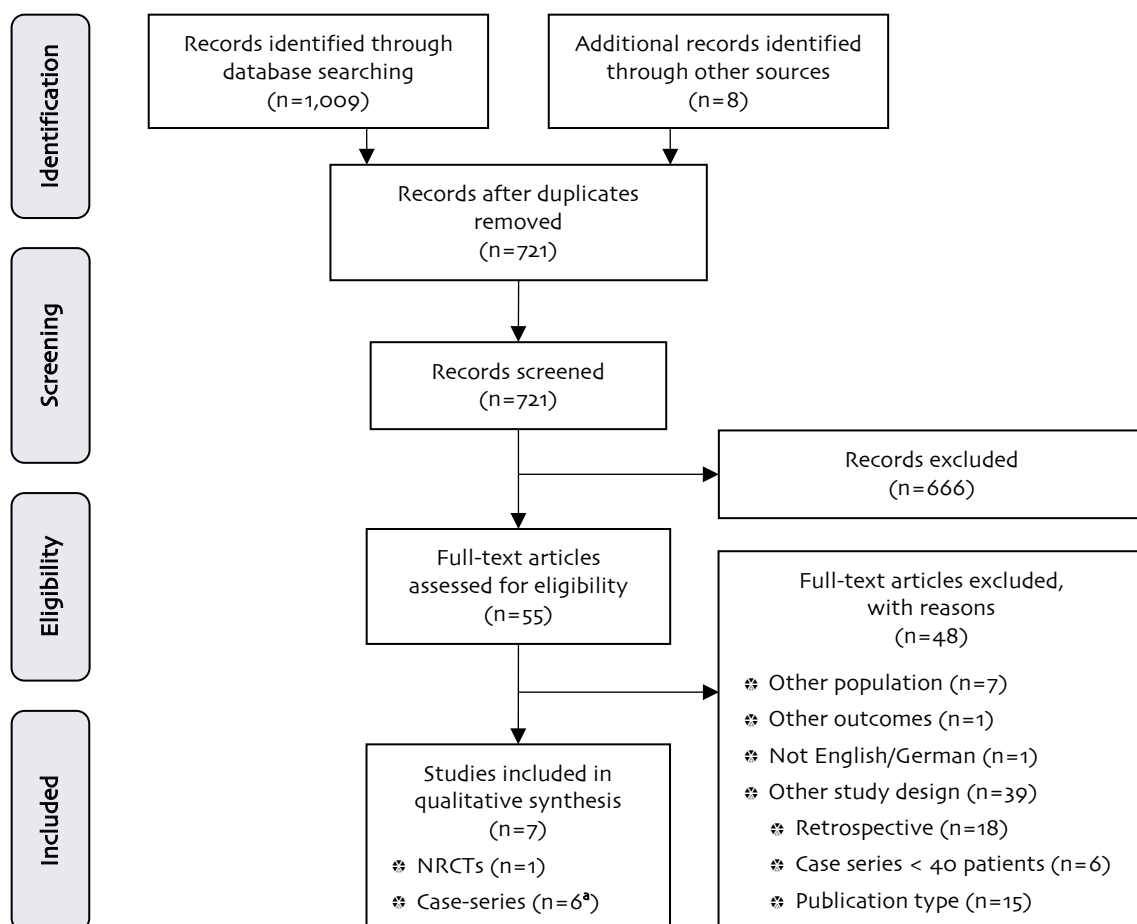 Identification
Records identified through
database searching
(n=1,009)
Additional records identified
through other sources
(n=8)
Records after duplicates
removed
(n=721)
Screening
Records screened
(n=721)
Records excluded
(n=666)
Eligibility
Full-text articles
assessed for eligibility
(n=55)
Full-text articles excluded,
with reasons
(n=48)
Other population (n=7)
Other outcomes (n=1)
Not English/German (n=1)
Other study design (n=39)
Retrospective (n=18)
Case series < 40 patients (n=6)
Publication type (n=15)
Included
Studies included in
qualitative synthesis
(n=7)
NRCTs (n=1)
Case-series (n=6ª)